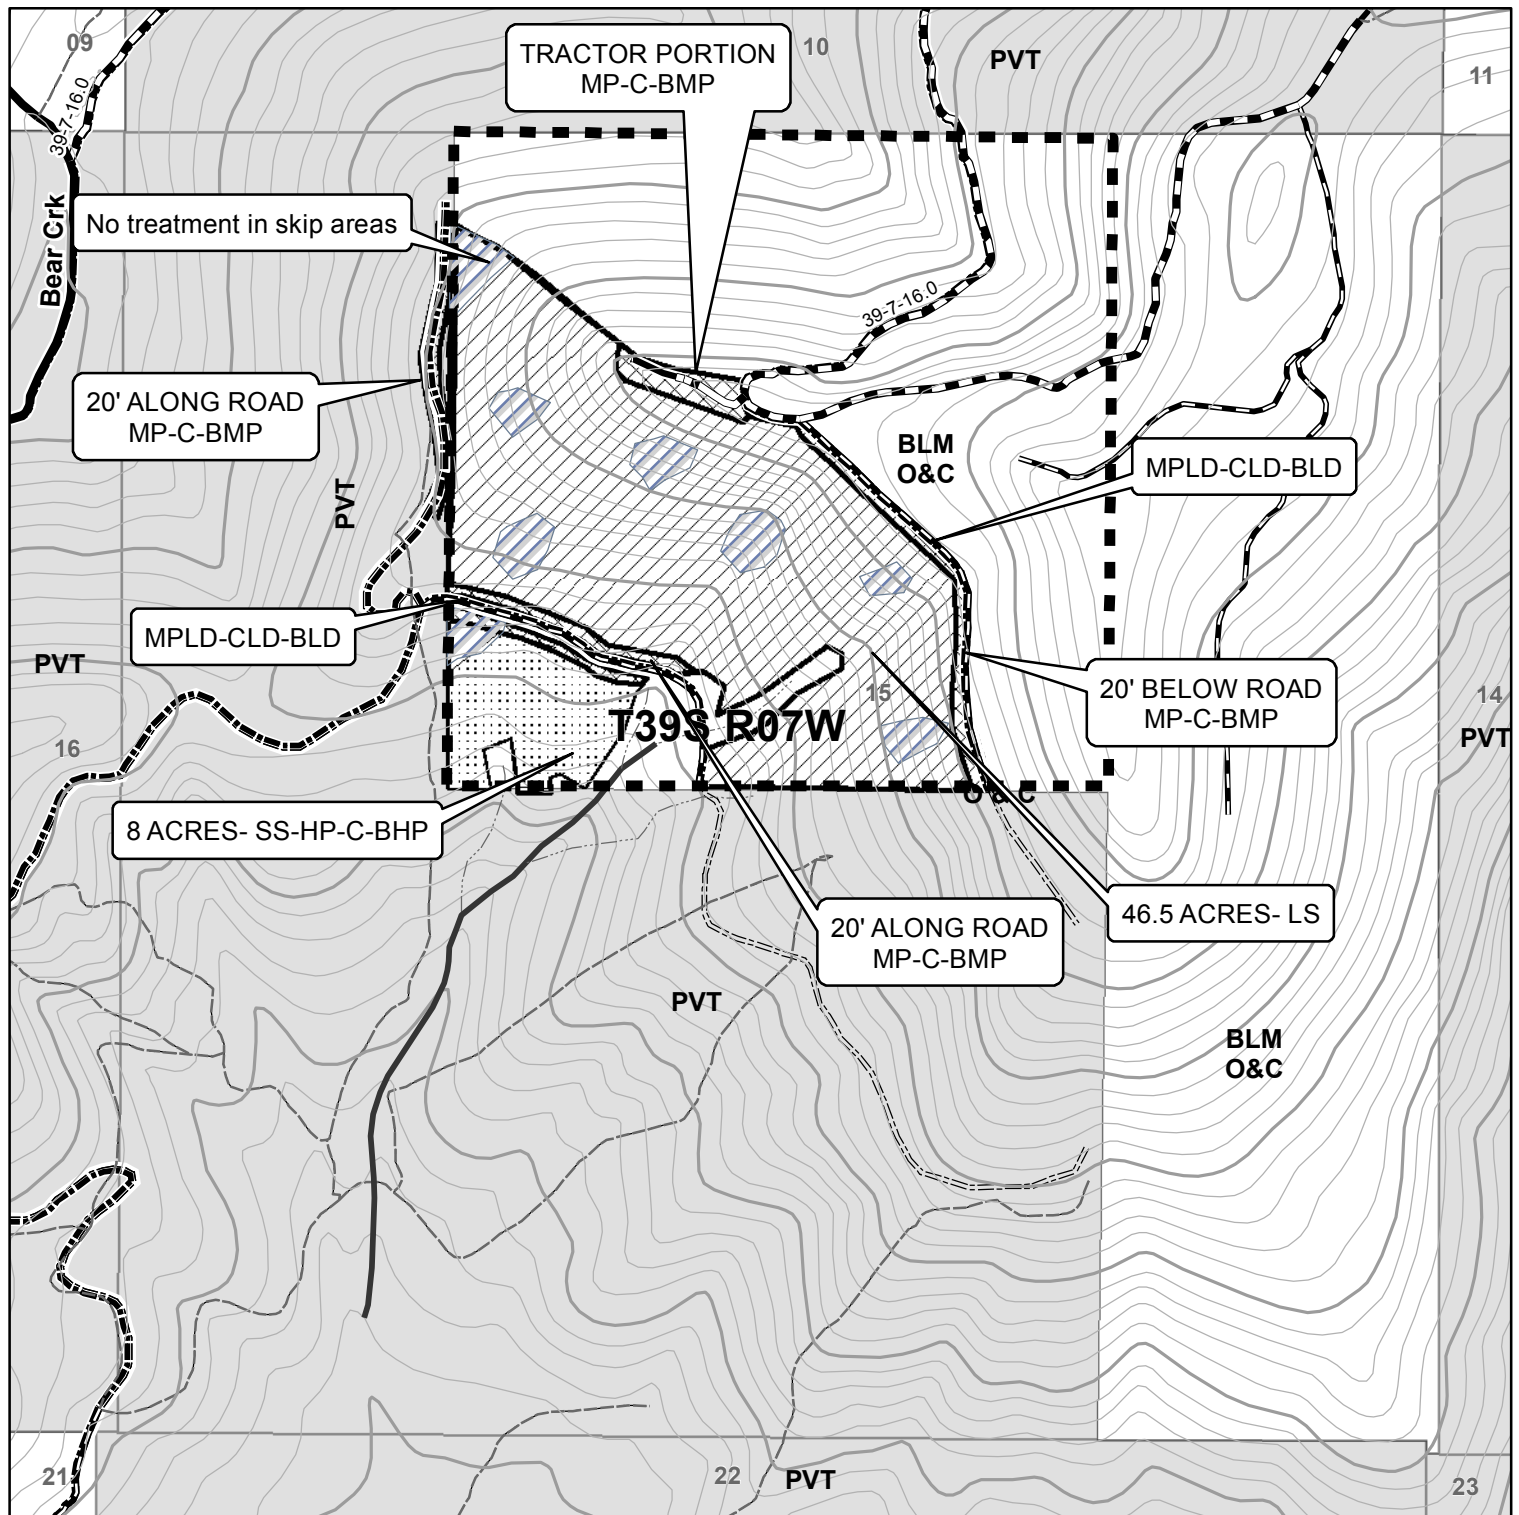 09
10
11
39-7-16.0
TRACTOR PORTION
MP-C-BMP
PVT
Bear Crk
No treatment in skip areas
39-7-16.0
20' ALONG ROAD
MP-C-BMP
PVT
BLM
O&C
MPLD-CLD-BLD
MPLD-CLD-BLD
PVT
20' BELOW ROAD
MP-C-BMP
15
14
T39S R07W
16
PVT
O & C
8 ACRES- SS-HP-C-BHP
46.5 ACRES- LS
20' ALONG ROAD
MP-C-BMP
PVT
BLM
O&C
21
22
PVT
23